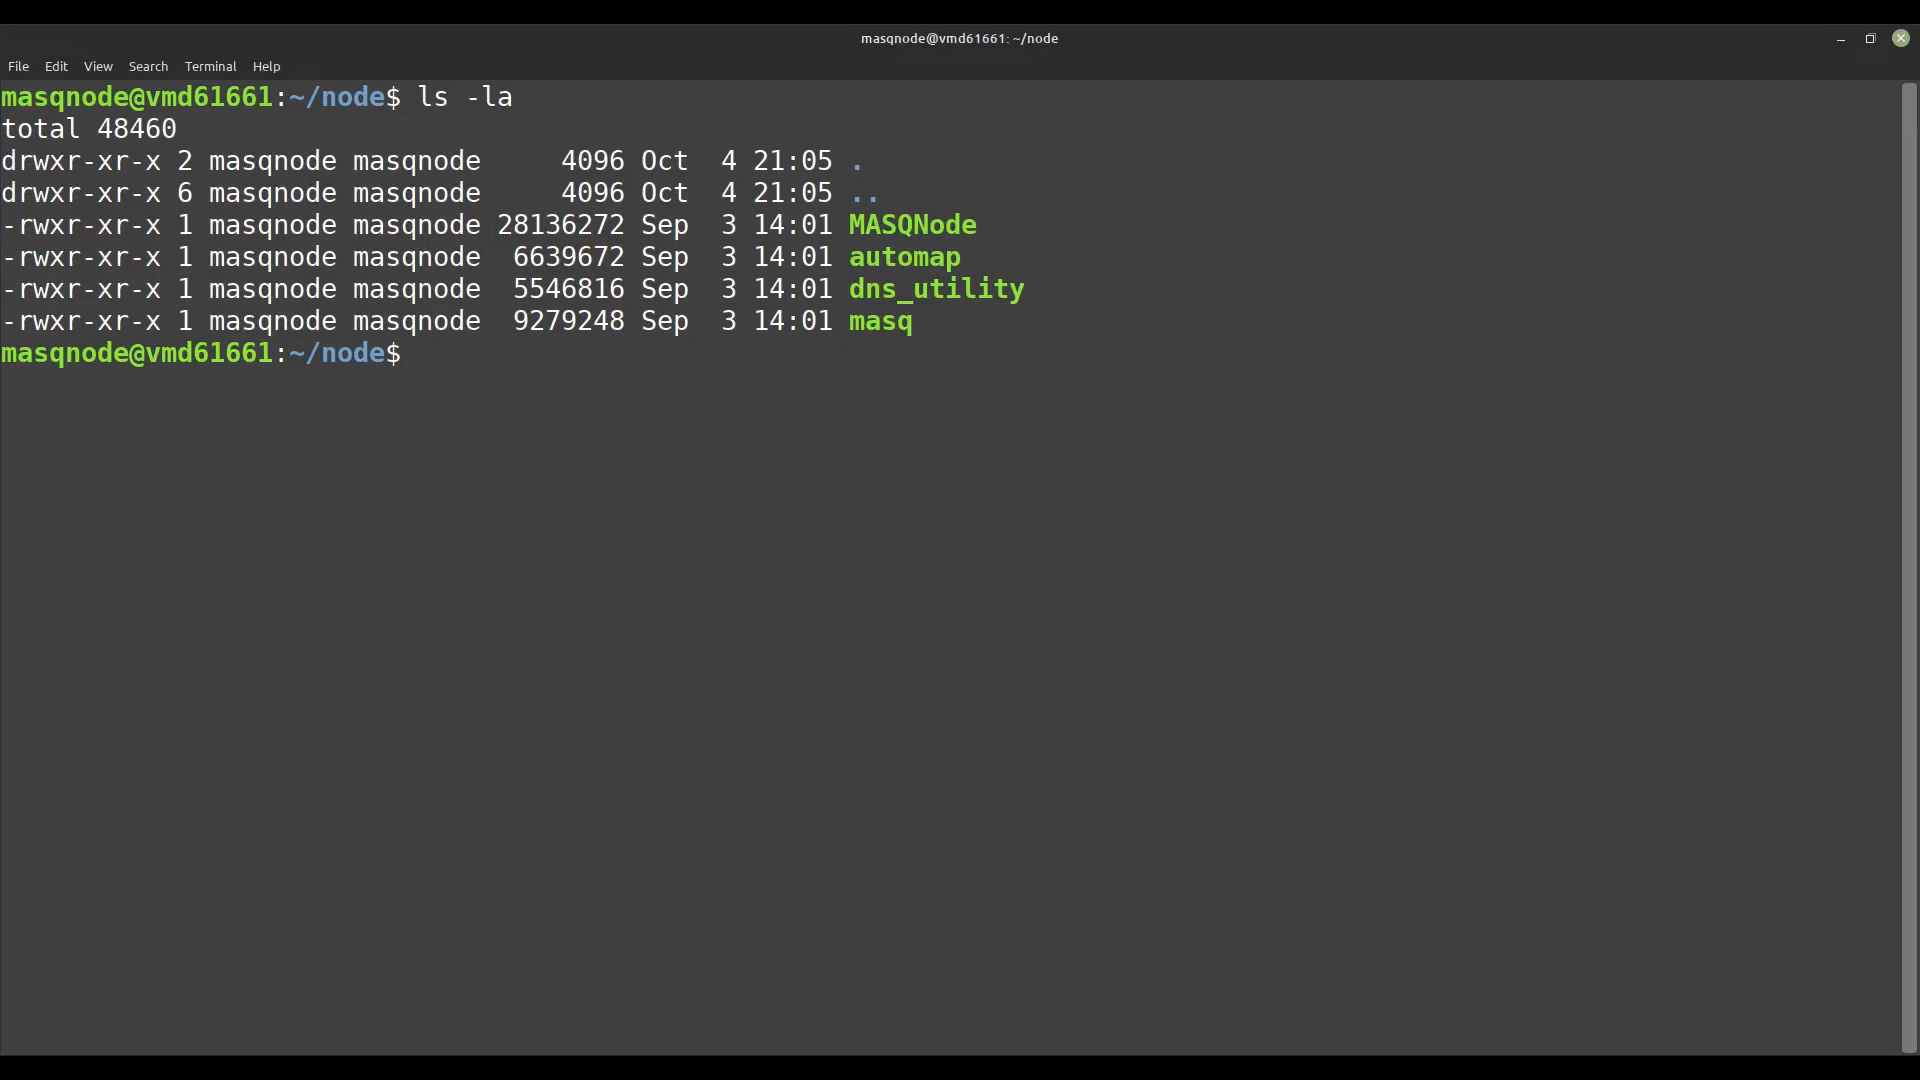 masqnode@vmd61661: ~/node
File Edit View Search Terminal Help
masqnode@vmd61661:~/node$ ls -la
total 48460
drwxr-xr-x 2 masqnode masqnode     4096 Oct  4 21:05 .
drwxr-xr-x 6 masqnode masqnode     4096 Oct  4 21:05 ..
-rwxr-xr-x 1 masqnode masqnode 28136272 Sep  3 14:01 MASQNode
-rwxr-xr-x 1 masqnode masqnode  6639672 Sep  3 14:01 automap
-rwxr-xr-x 1 masqnode masqnode  5546816 Sep  3 14:01 dns_utility
-rwxr-xr-x 1 masqnode masqnode  9279248 Sep  3 14:01 masq
masqnode@vmd61661:~/node$